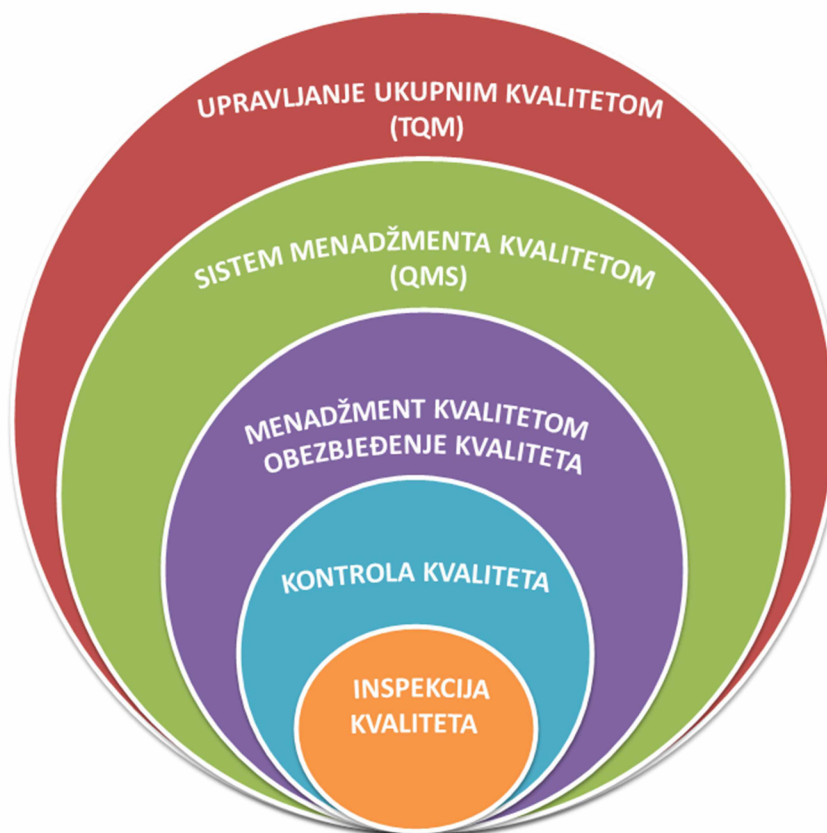 UPRAVLJANJE UKUPNIM KVALITETOM
(TQM)
SISTEM MENADŽMENTA KVALITETOM
(QMS)
MENADŽMENT KVALITETOM
OBEZBJEĐENJE KVALITETA
KONTROLA KVALITETA
INSPEKCIJA
KVALITETA